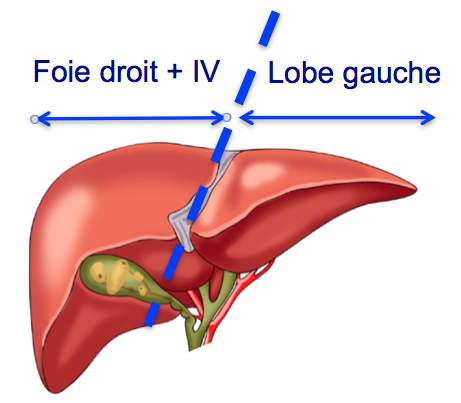 Foie droit + IV
Lobe gauche